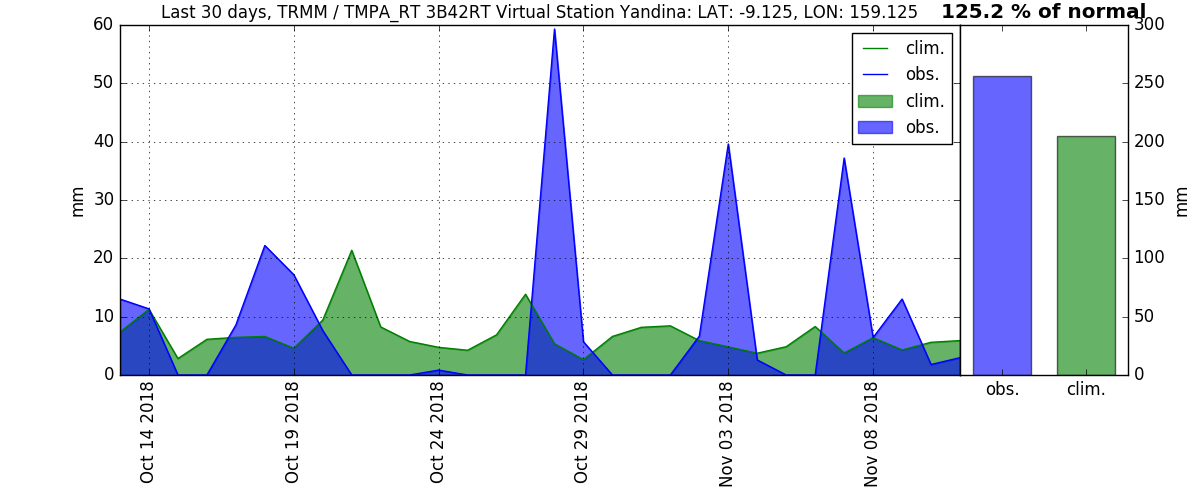 Last 30 days, TRMM / TMPA_RT 3B42RT Virtual Station Yandina: LAT: -9.125, LON: 159.125
125.2 % of normal
60
50
40
30
20
10
0
mm
clim.
obs.
clim.
obs.
Oct 14 2018
Oct 19 2018
Oct 24 2018
Oct 29 2018
Nov 03 2018
Nov 08 2018
300
250
200
150
100
50
0
mm
obs.
clim.